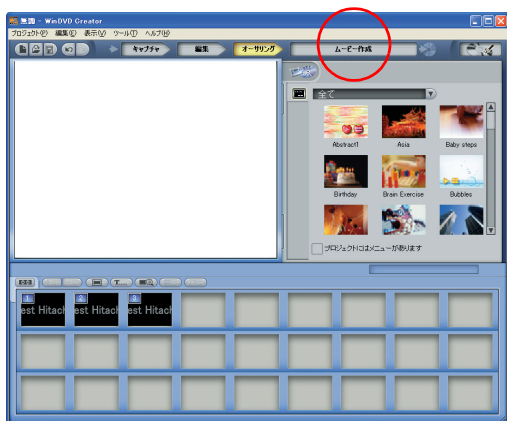 無題 - WinDVD Creator
プロジェクト(P) 編集(E) 表示(V) ツール(T) ヘルプ(H)
キャプチャ 編集 オーサリング ムービー作成
全て
Abstract1 Asia Baby steps
Birthday Brain Exercise Bubbles
プロジェクトにはメニューがあります
T...
1 2 3
est Hitach est Hitach est Hitach